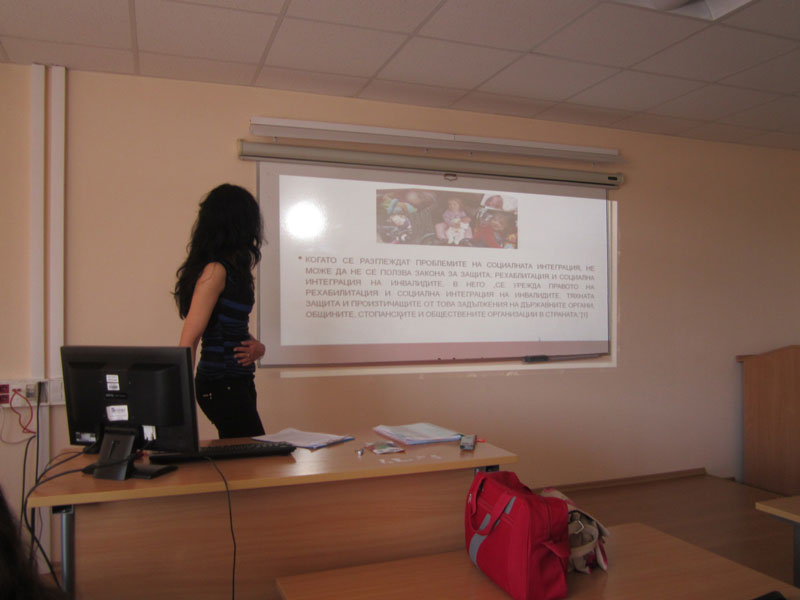 • КОГАТО СЕ РАЗГЛЕЖДАТ ПРОБЛЕМИТЕ НА СОЦИАЛНАТА ИНТЕГРАЦИЯ, НЕ
МОЖЕ ДА НЕ СЕ ПОЛЗВА ЗАКОНА ЗА ЗАЩИТА, РЕХАБЛИТАЦИЯ И СОЦИАЛНА
ИНТЕГРАЦИЯ НА ИНВАЛИДИТЕ. В НЕГО „СЕ УРЕЖДА ПРАВОТО НА
РЕХАБИЛИТАЦИЯ И СОЦИАЛНА ИНТЕГРАЦИЯ НА ИНВАЛИДИТЕ, ТЯХНАТА
ЗАЩИТА И ПРОИЗТИЧАЩИТЕ ОТ ТОВА ЗАДЪЛЖЕНИЯ НА ДЪРЖАВНИТЕ ОРГАНИ,
ОБЩИНИТЕ, СТОПАНСКИТЕ И ОБЩЕСТВЕНИТЕ ОРГАНИЗАЦИИ В СТРАНАТА.“[1]